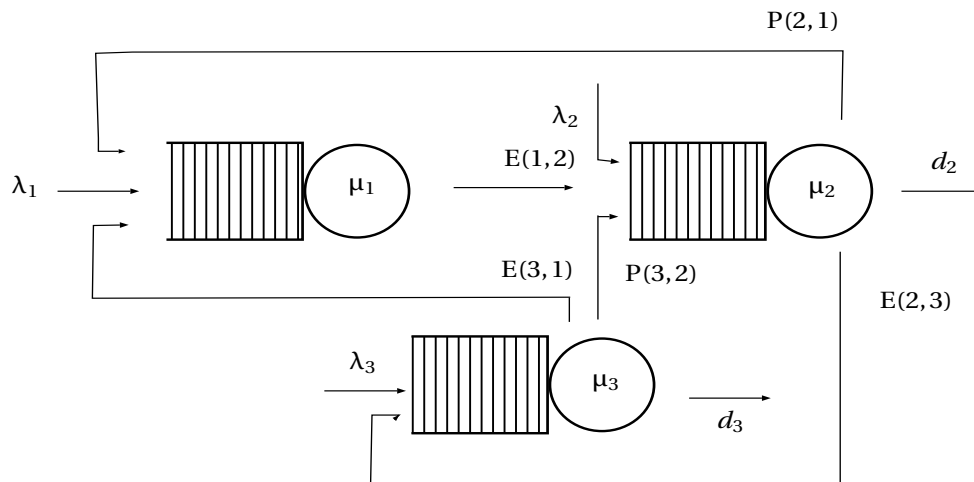 P(2,1)
λ₂
E(1,2)
λ₁
μ₁
μ₂
d₂
E(3,1)
P(3,2)
E(2,3)
λ₃
μ₃
d₃